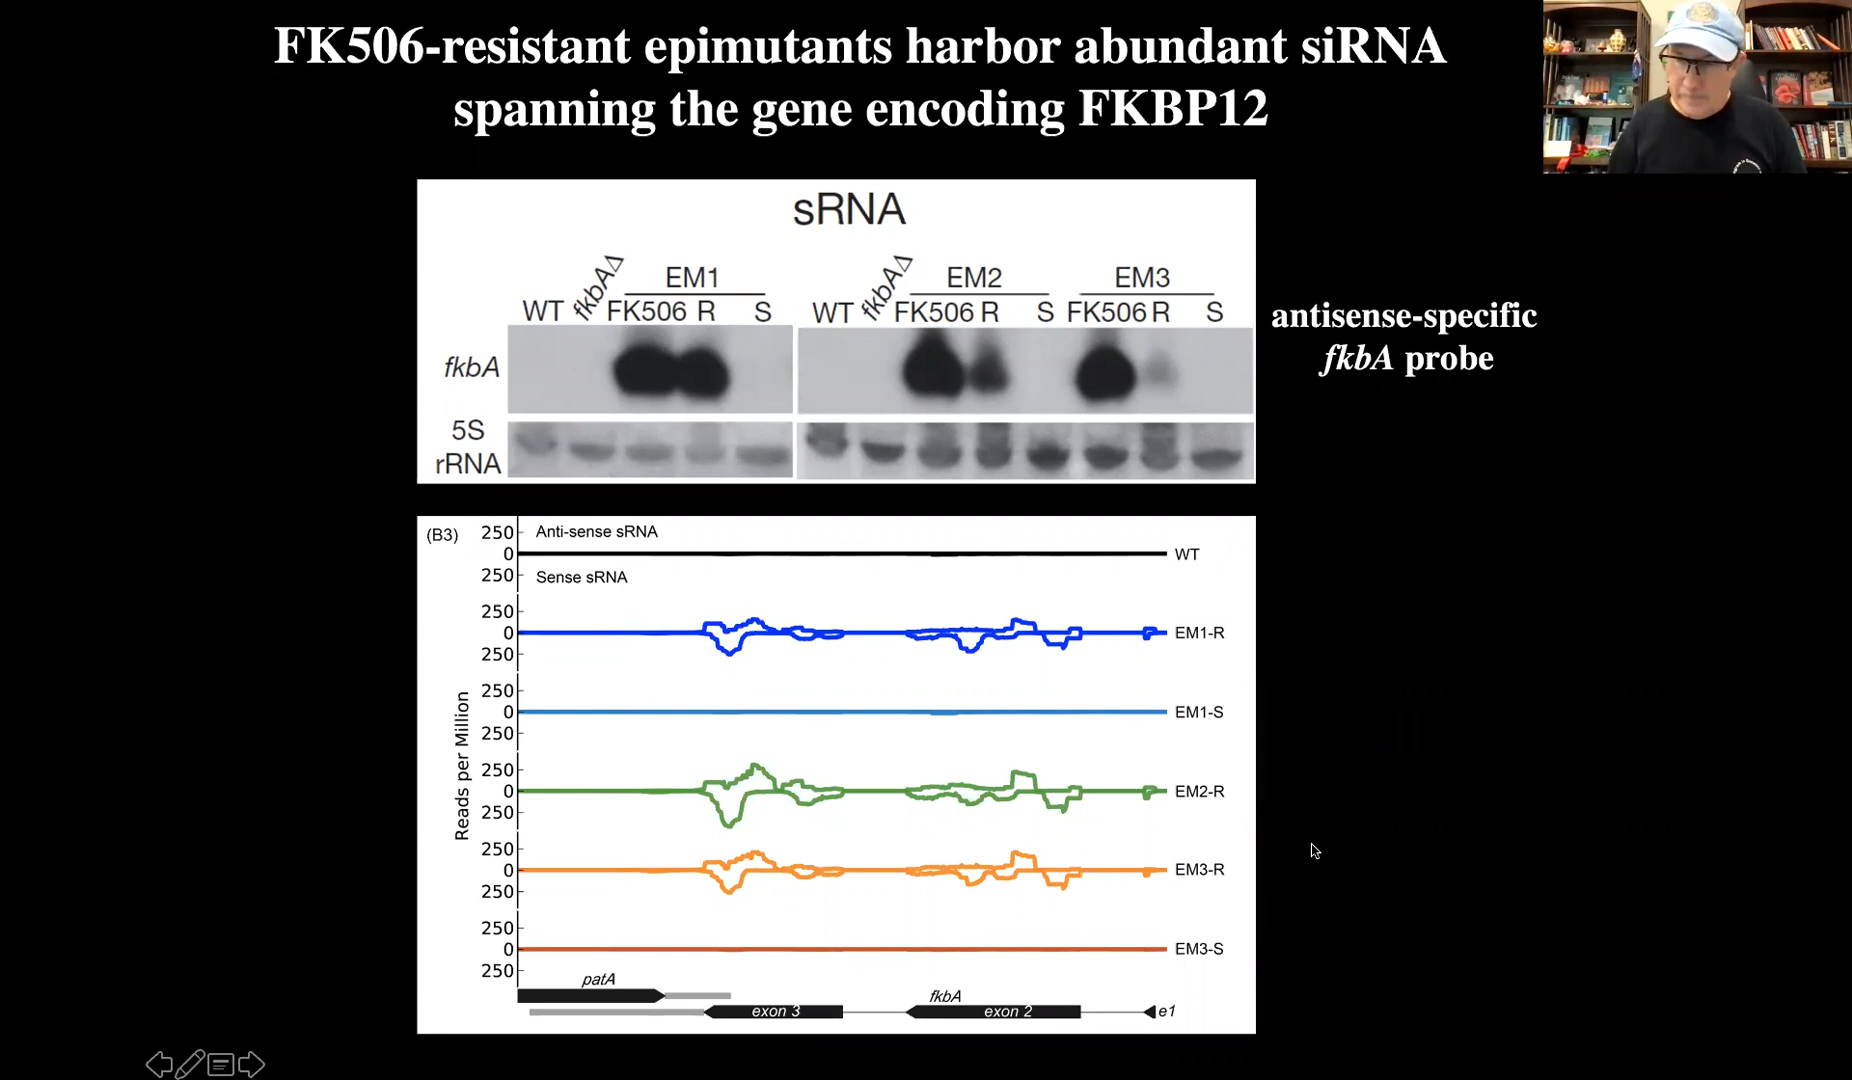 FK506-resistant epimutants harbor abundant siRNA
spanning the gene encoding FKBP12
sRNA
EM1
EM2
EM3
WT fkbAΔ FK506 R S WT fkbAΔ FK506 R S FK506 R S
fkbA
5S
rRNA
antisense-specific
fkbA probe
(B3)
Reads per Million
250 Anti-sense sRNA
0 WT
250 Sense sRNA
250
0 EM1-R
250
250
0 EM1-S
250
250
0 EM2-R
250
250
0 EM3-R
250
250
0 EM3-S
250
patA
fkbA
exon 3 exon 2 e1